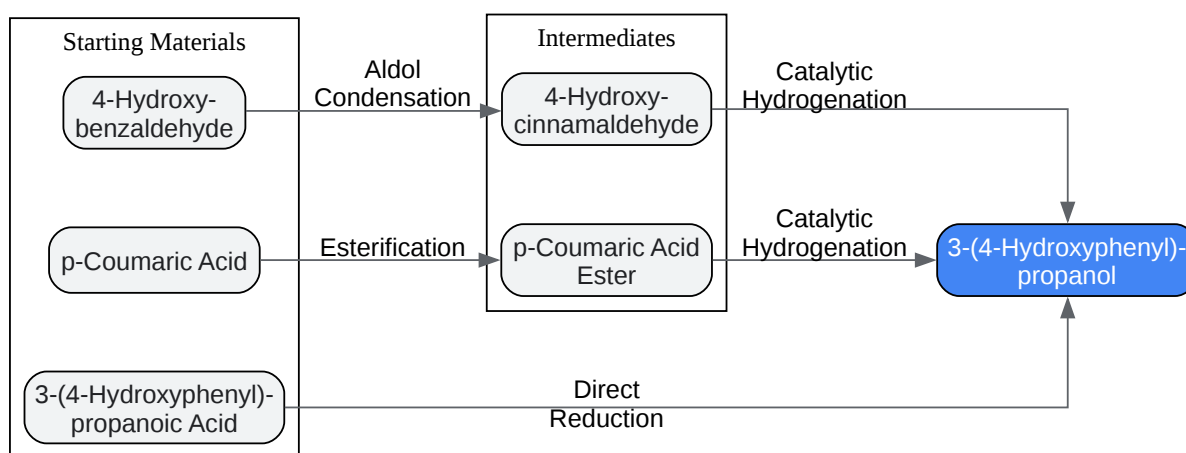 Starting Materials
Intermediates
4-Hydroxy-
benzaldehyde
Aldol
Condensation
4-Hydroxy-
cinnamaldehyde
Catalytic
Hydrogenation
p-Coumaric Acid
Esterification
p-Coumaric Acid
Ester
Catalytic
Hydrogenation
3-(4-Hydroxyphenyl)-
propanol
3-(4-Hydroxyphenyl)-
propanoic Acid
Direct
Reduction